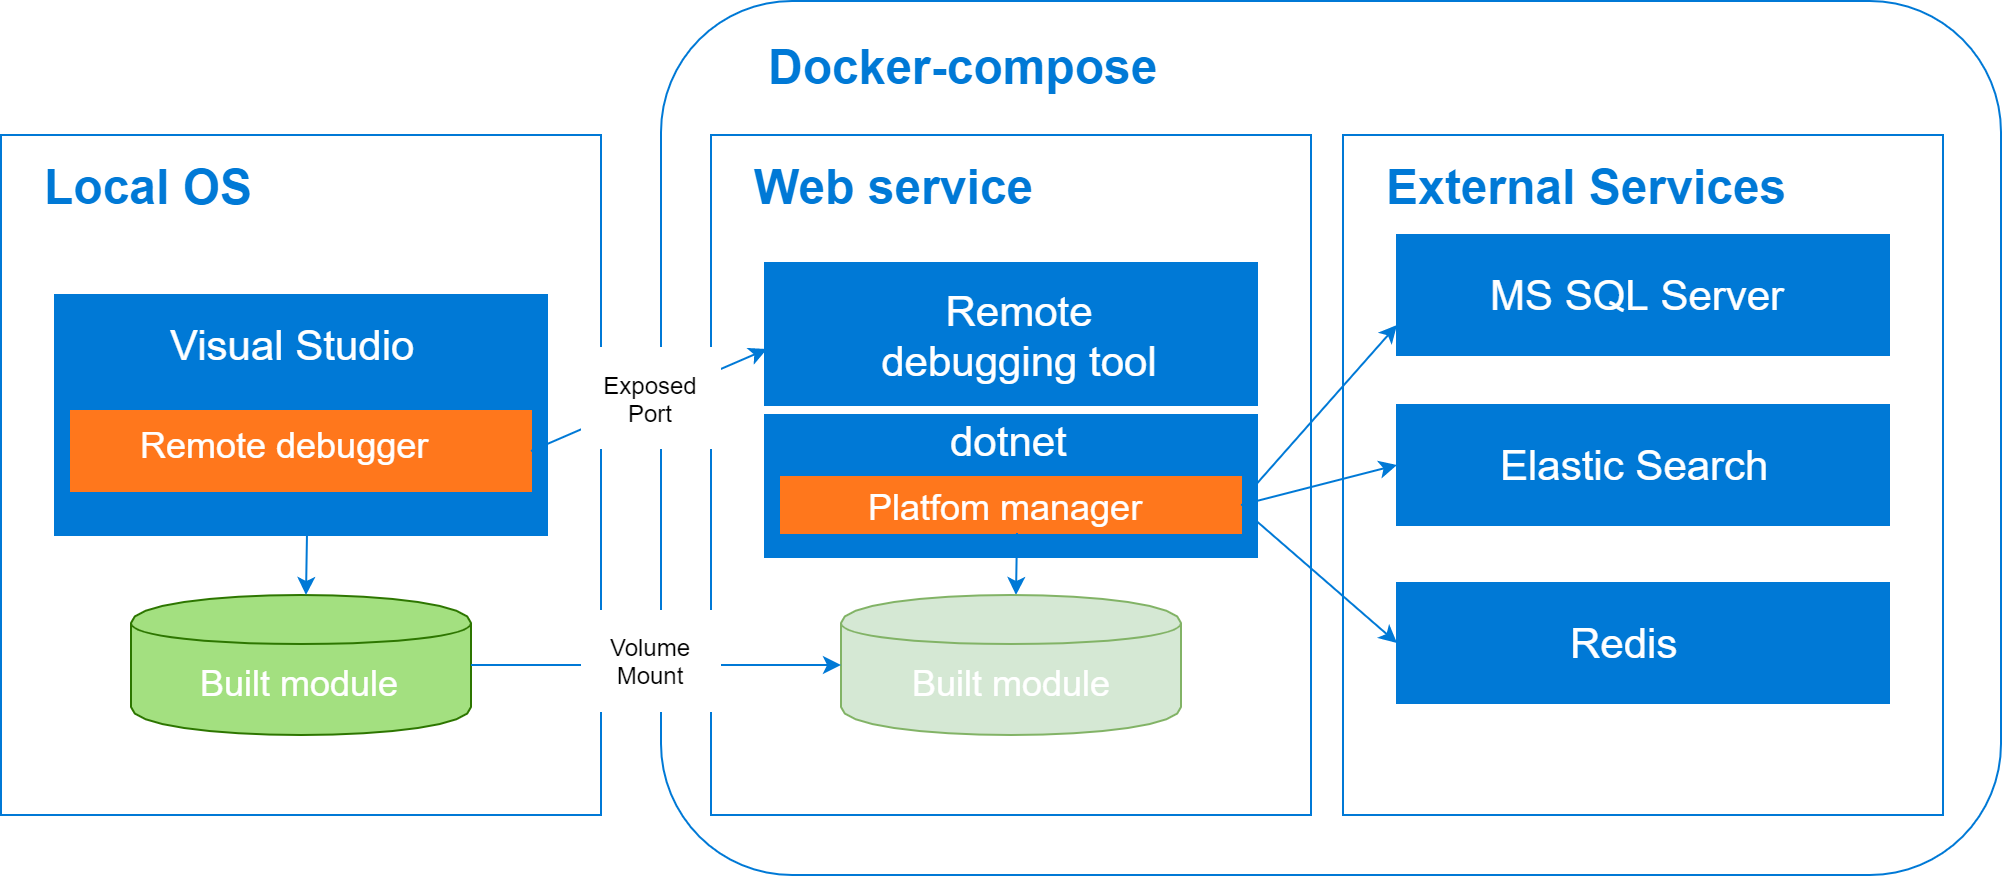 Docker-compose
Local OS
Visual Studio
Remote debugger
Built module
Exposed
Port
Volume
Mount
Web service
Remote
debugging tool
dotnet
Platfom manager
Built module
External Services
MS SQL Server
Elastic Search
Redis